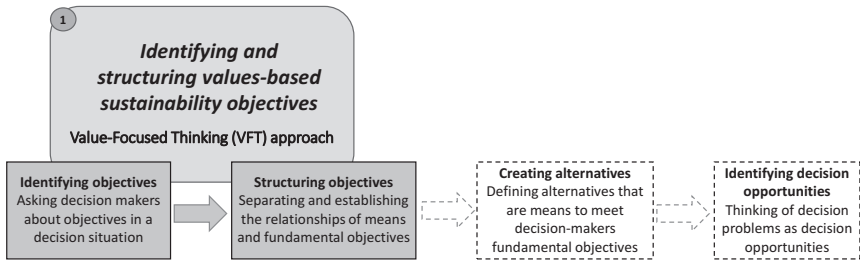 1
Identifying and
structuring values-based
sustainability objectives
Value-Focused Thinking (VFT) approach
Identifying objectives
Asking decision makers
about objectives in a
decision situation
Structuring objectives
Separating and establishing
the relationships of means
and fundamental objectives
Creating alternatives
Defining alternatives that
are means to meet
decision-makers
fundamental objectives
Identifying decision
opportunities
Thinking of decision
problems as decision
opportunities